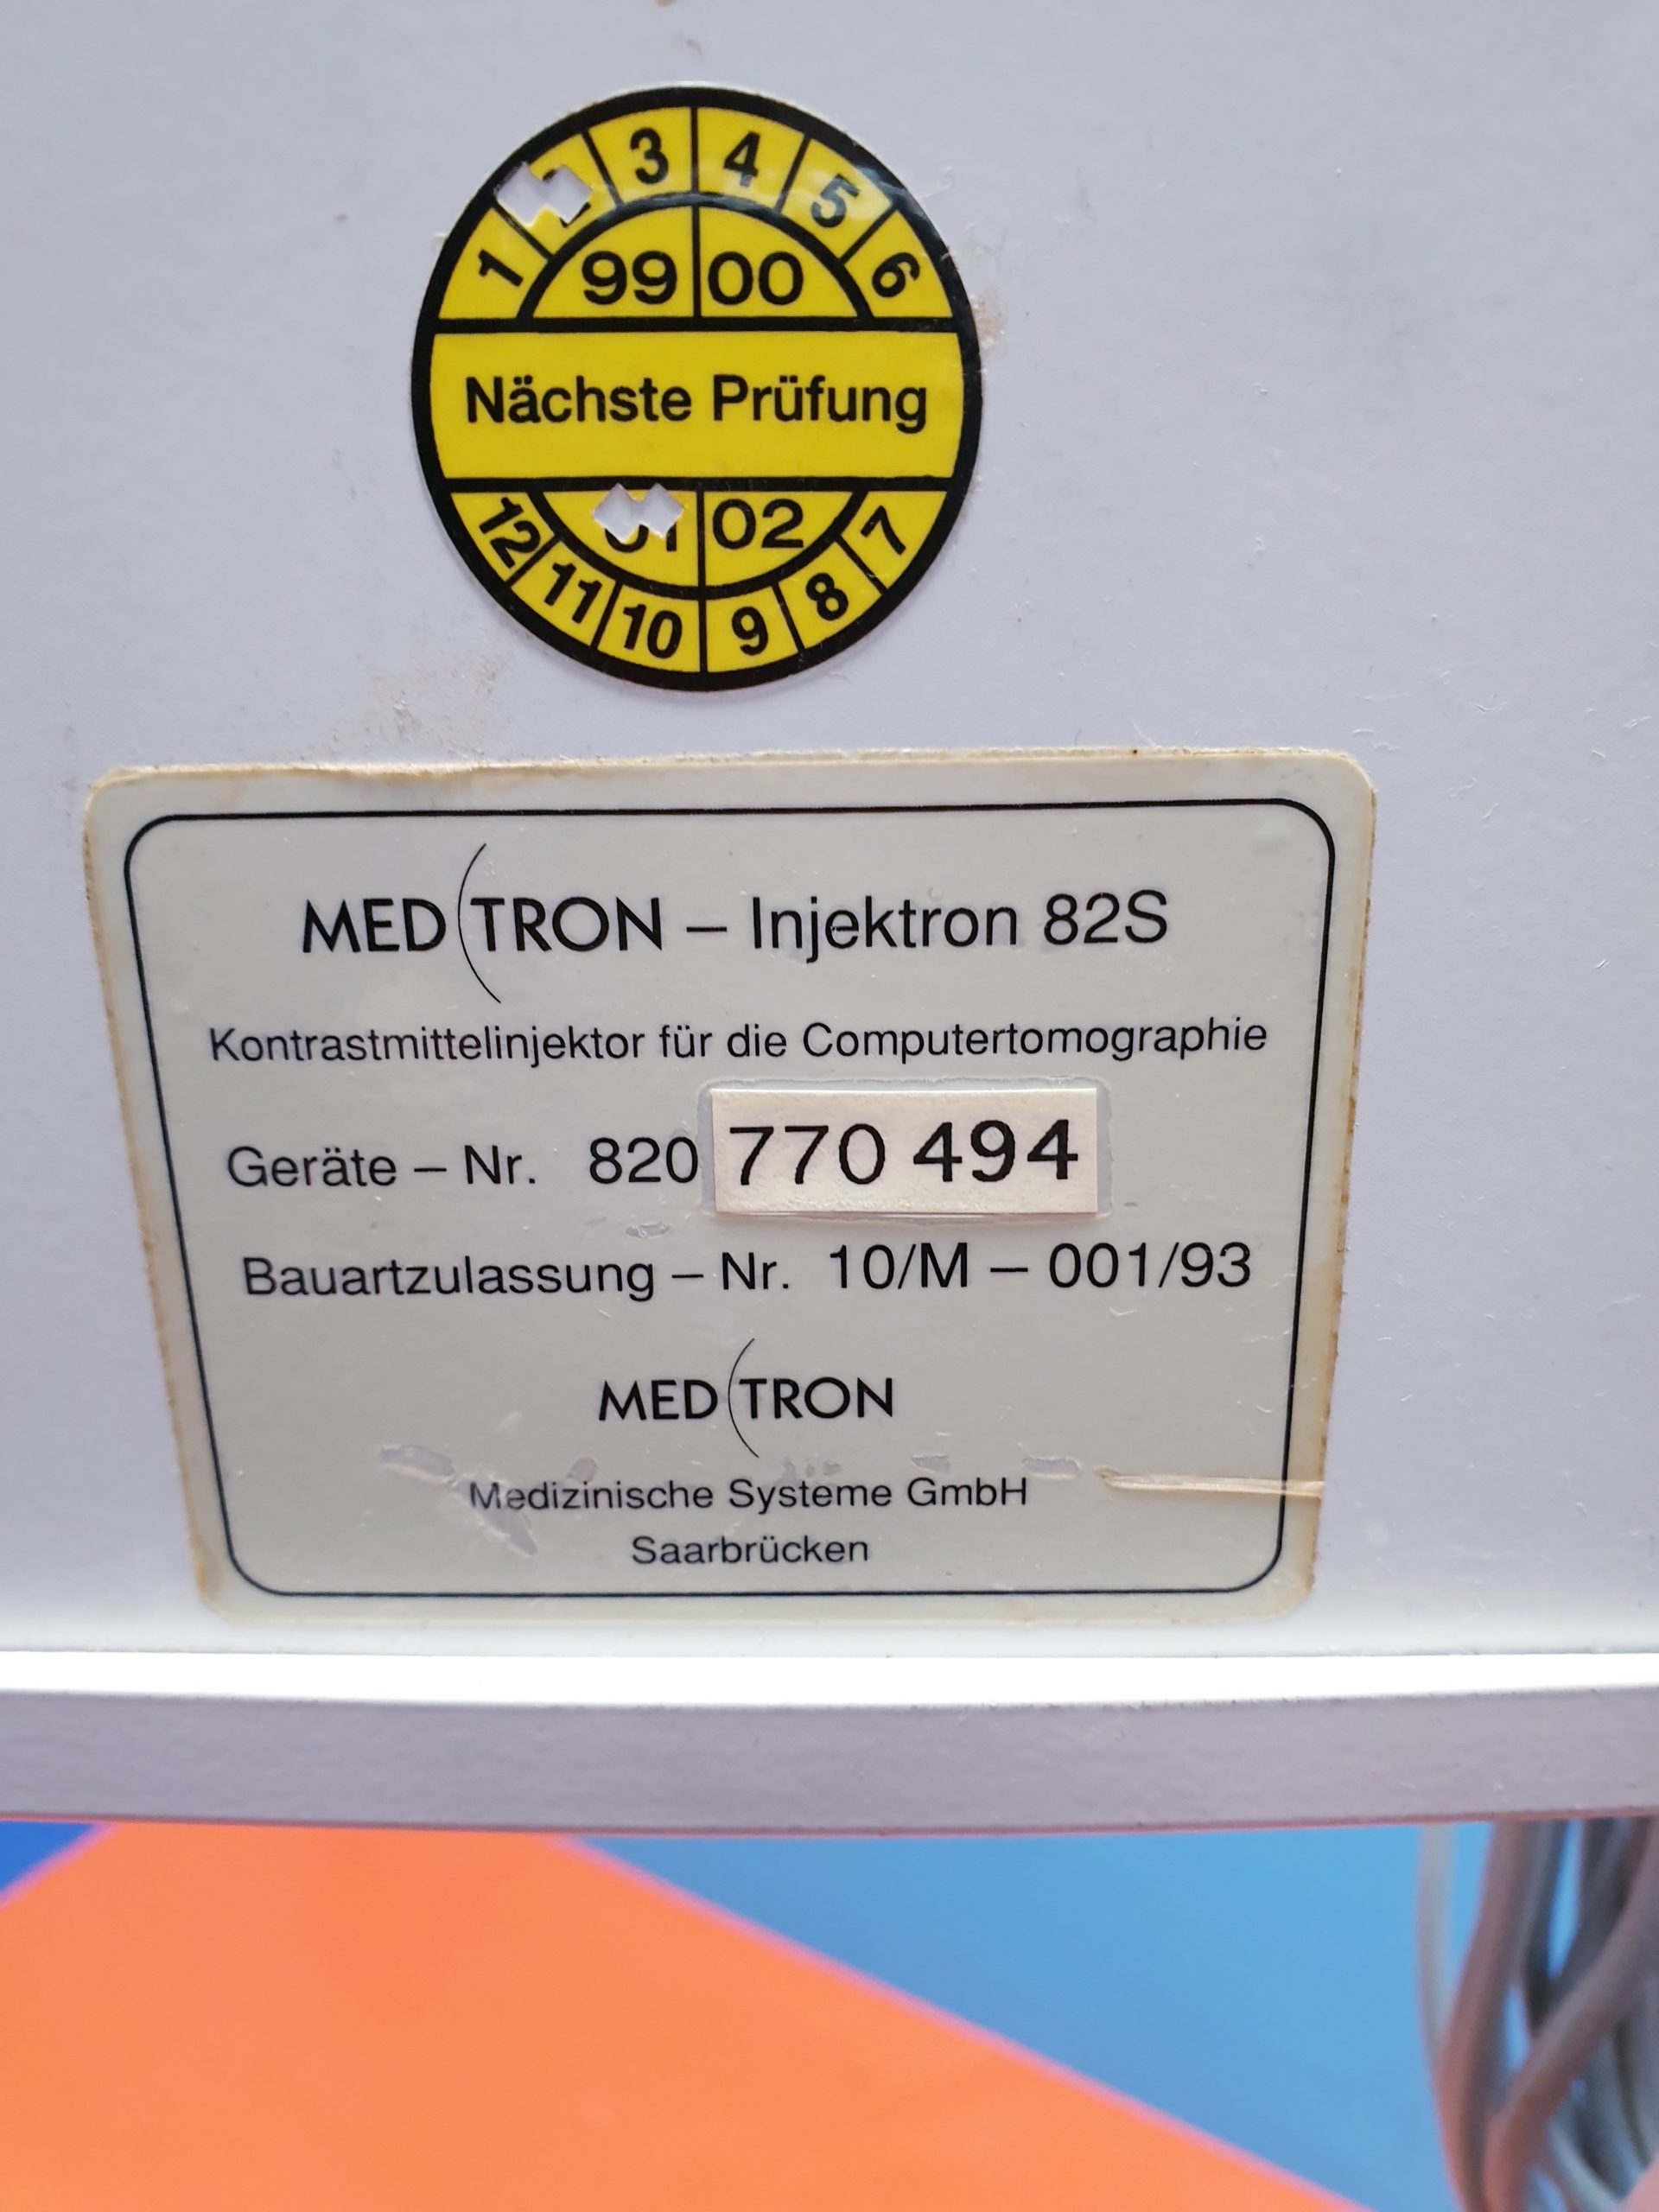 1 2 3 4 5 6
99 00
Nächste Prüfung
01 02
12 11 10 9 8 7
MED TRON – Injektron 82S
Kontrastmittelinjektor für die Computertomographie
Geräte – Nr. 820 770 494
Bauartzulassung – Nr. 10/M – 001/93
MED TRON
Medizinische Systeme GmbH
Saarbrücken